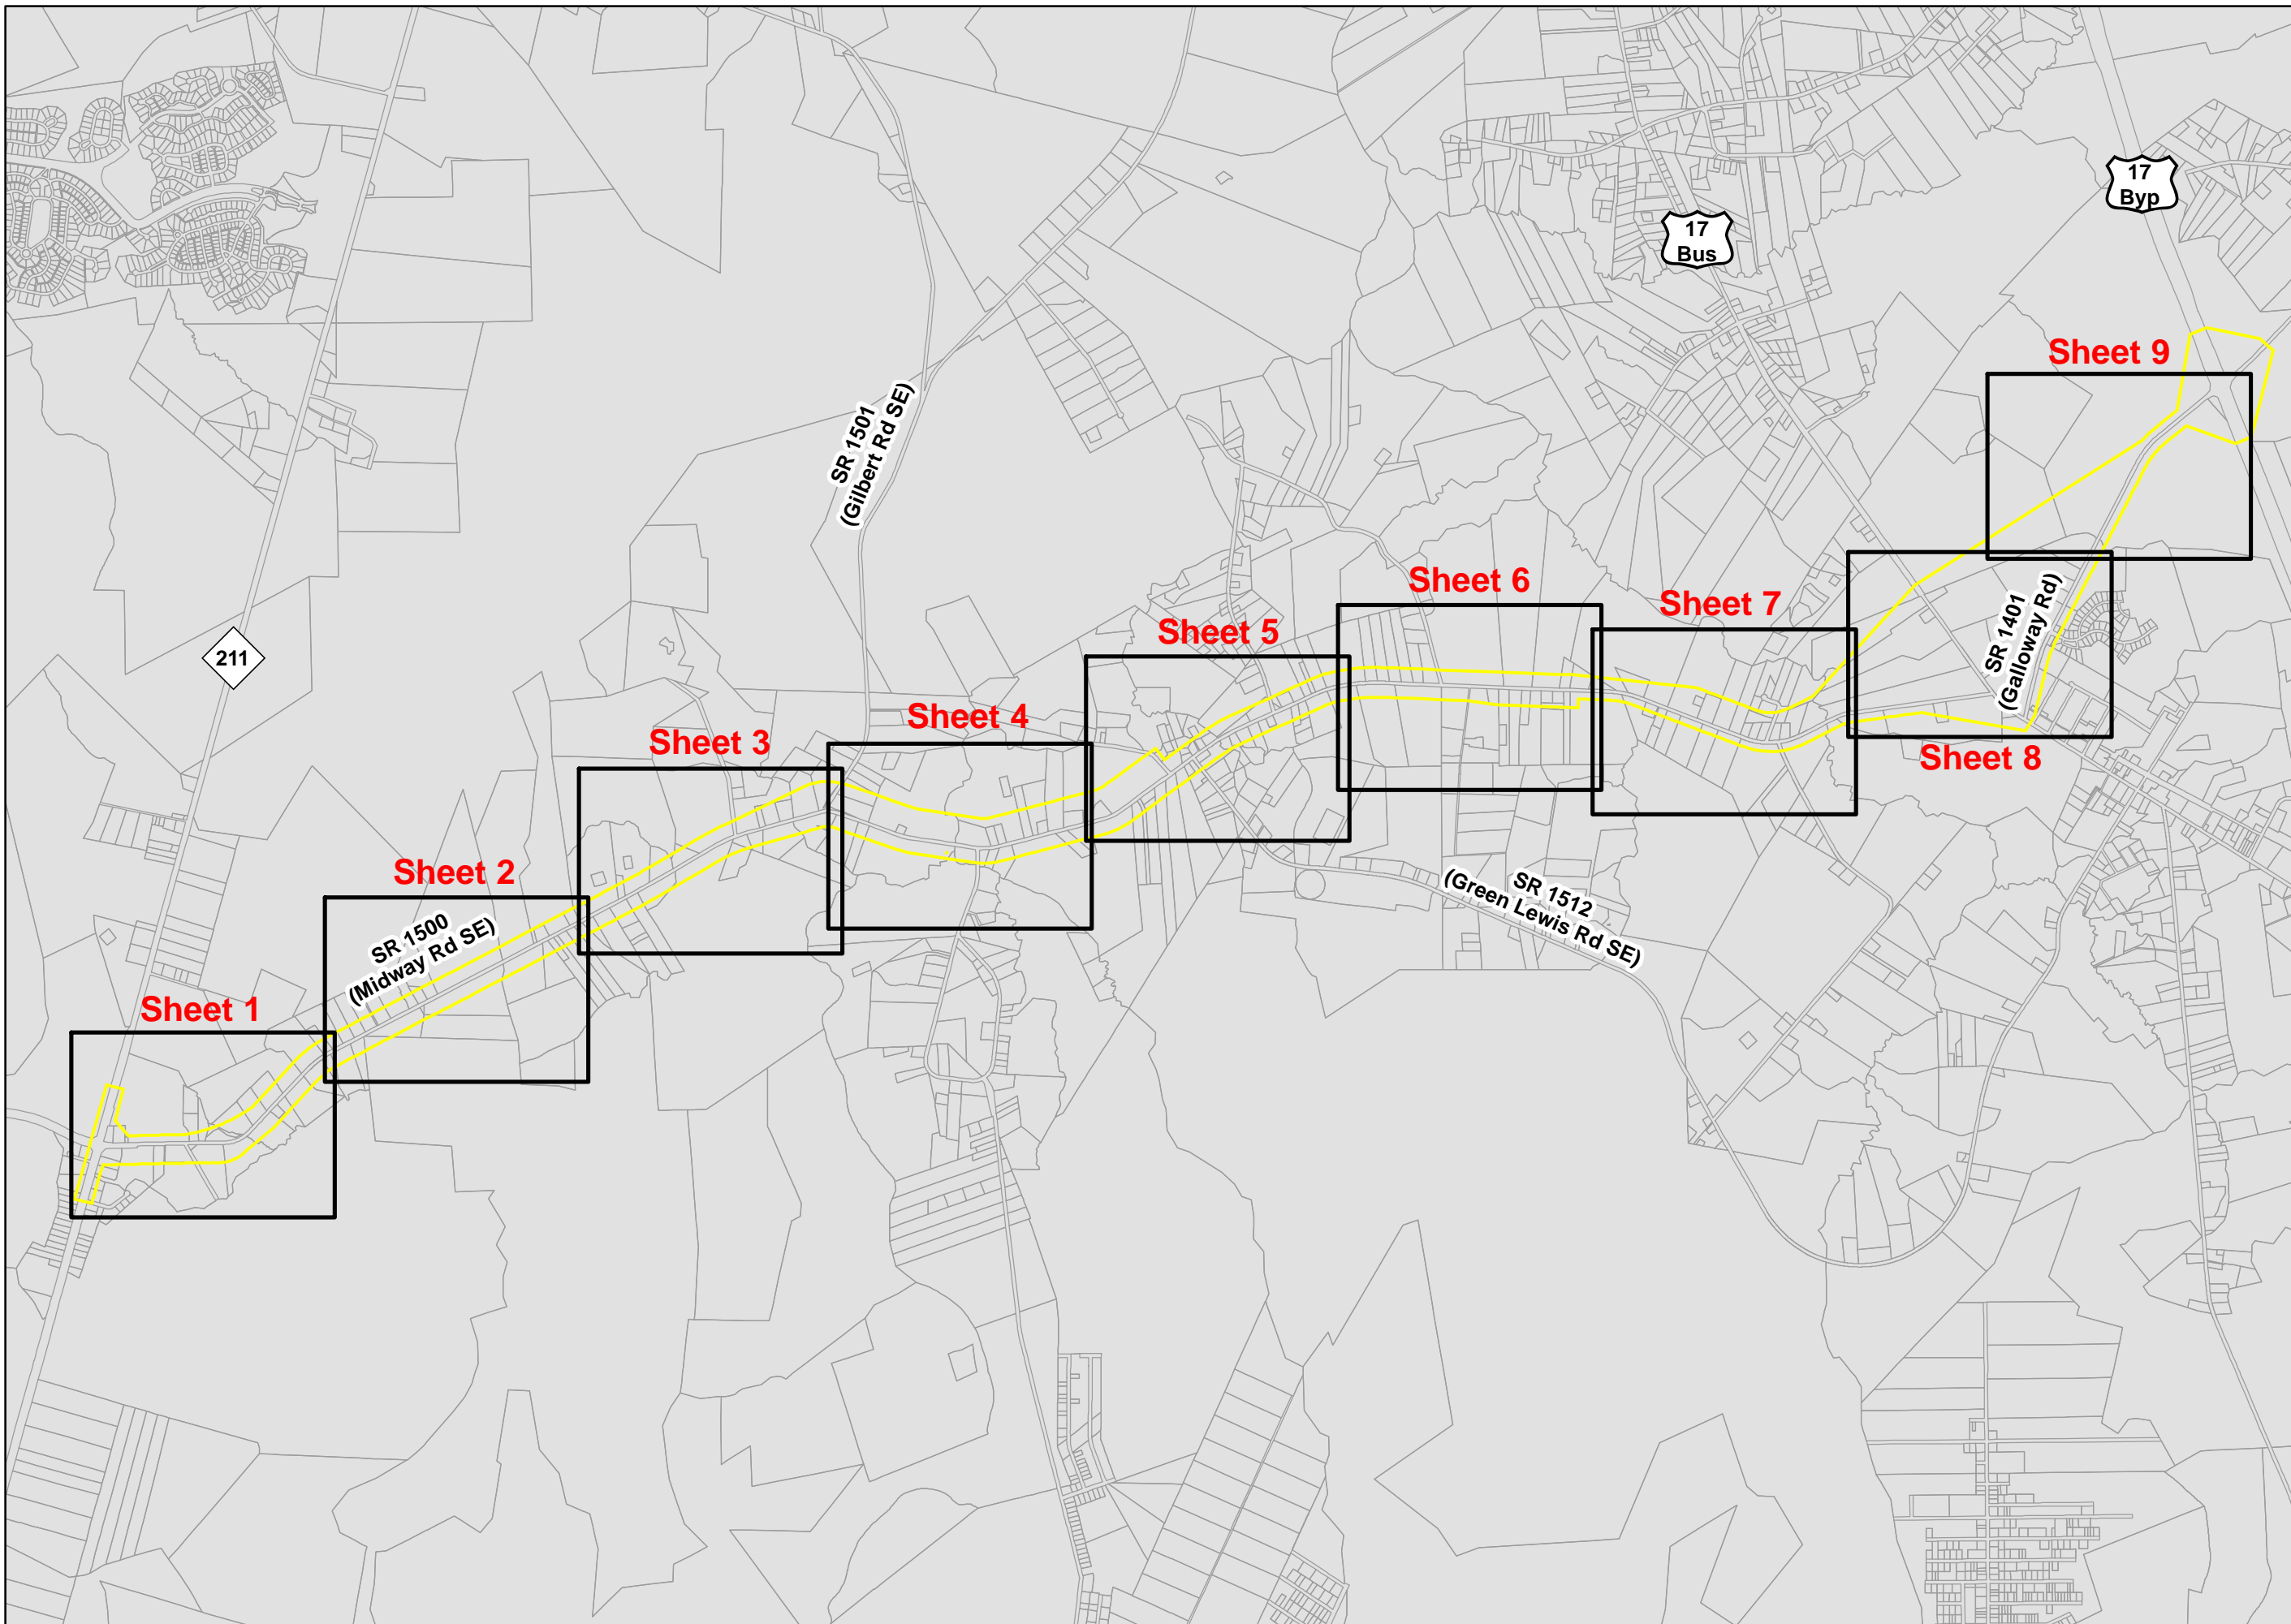 17
Byp
17
Bus
Sheet 9
SR 1501
(Gilbert Rd SE)
Sheet 6
Sheet 7
SR 1401
(Galloway Rd)
Sheet 5
211
Sheet 4
Sheet 3
Sheet 8
Sheet 2
SR 1512
(Green Lewis Rd SE)
SR 1500
(Midway Rd SE)
Sheet 1